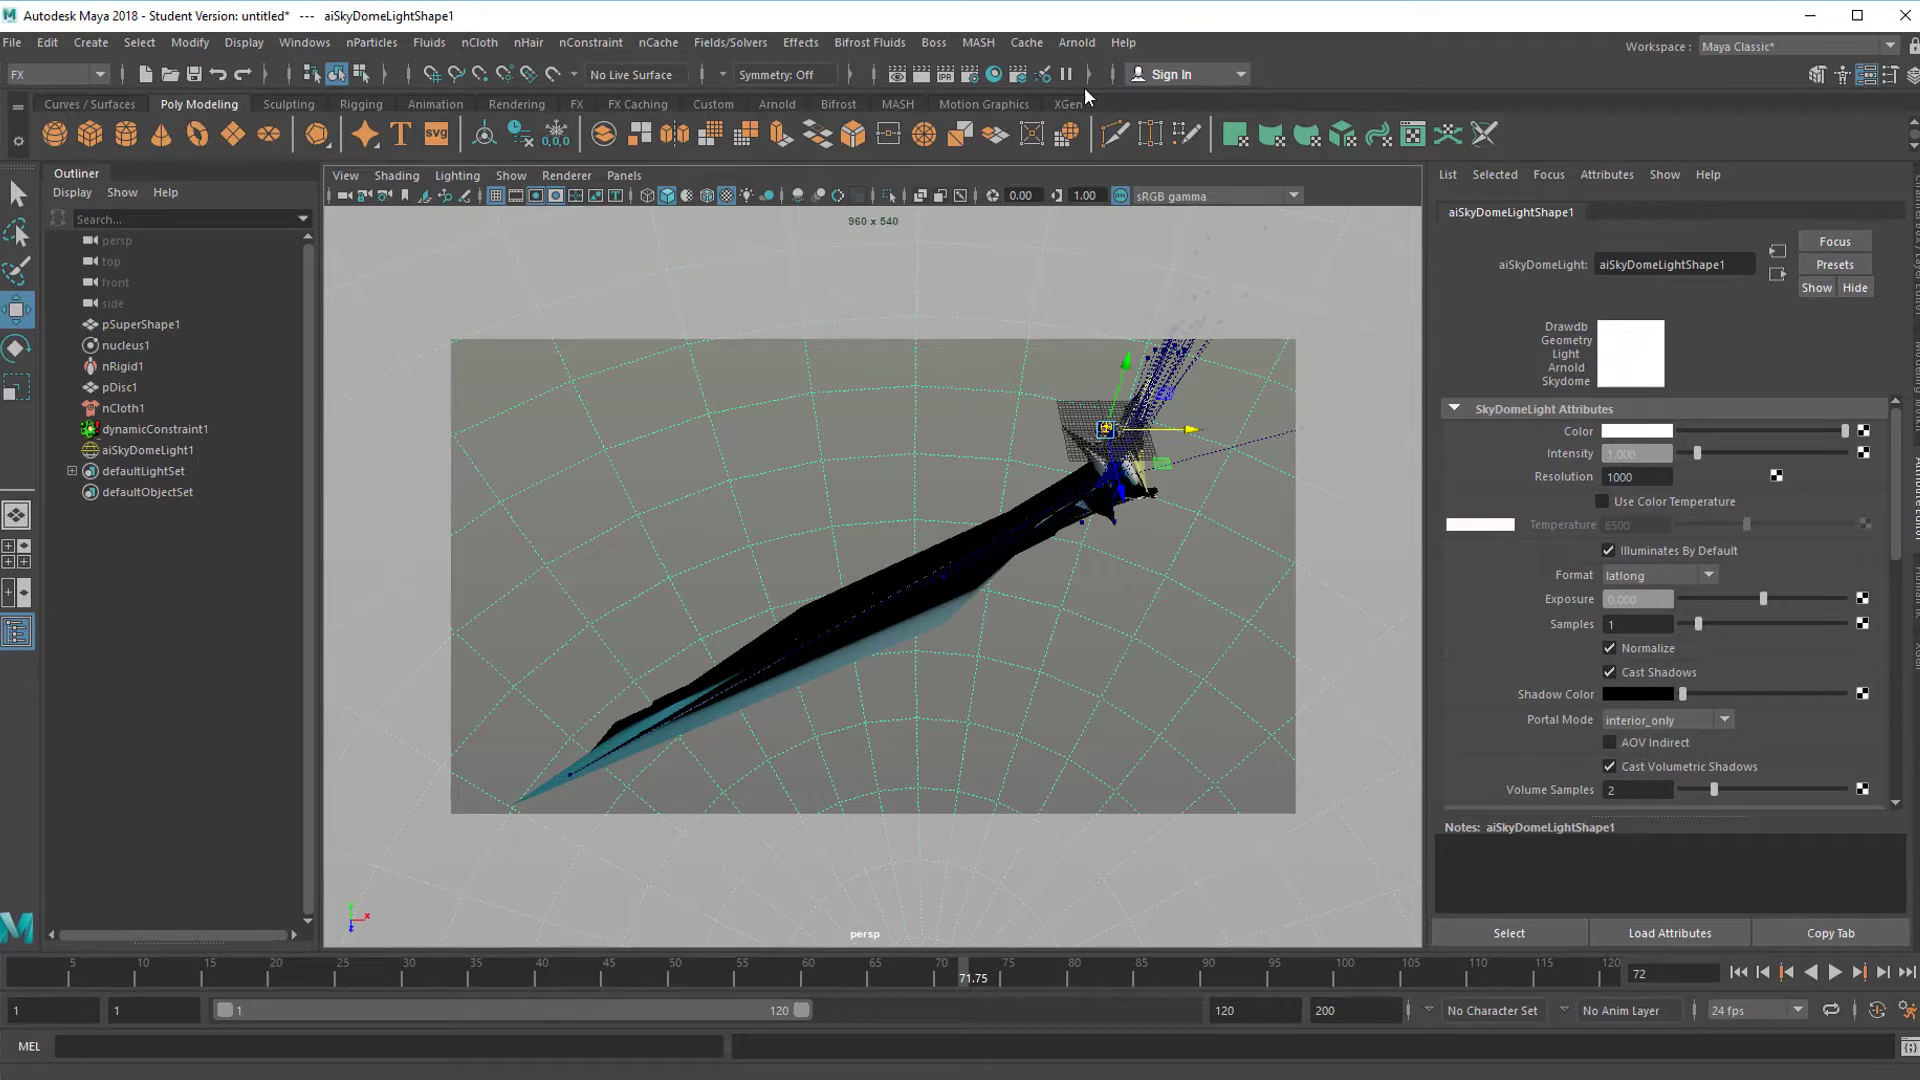 Autodesk Maya 2018 - Student Version: untitled* --- aiSkyDomeLightShape1
File Edit Create Select Modify Display Windows nParticles Fluids nCloth nHair nConstraint nCache Fields/Solvers Effects Bifrost Fluids Boss MASH Cache Arnold Help
Workspace : Maya Classic*
FX No Live Surface Symmetry: Off IPR Sign In
Curves / Surfaces Poly Modeling Sculpting Rigging Animation Rendering FX FX Caching Custom Arnold Bifrost MASH Motion Graphics XGen
T svg 0,0,0
Outliner
Display Show Help
Search...
persp
top
front
side
pSuperShape1
nucleus1
nRigid1
pDisc1
nCloth1
dynamicConstraint1
aiSkyDomeLight1
defaultLightSet
defaultObjectSet
View Shading Lighting Show Renderer Panels
0.00 1.00 ON sRGB gamma
960 x 540
persp
List Selected Focus Attributes Show Help
aiSkyDomeLightShape1
aiSkyDomeLight: aiSkyDomeLightShape1
Focus
Presets
Show Hide
Drawdb
Geometry
Light
Arnold
Skydome
SkyDomeLight Attributes
Color
Intensity 1.000
Resolution 1000
Use Color Temperature
Temperature 6500
Illuminates By Default
Format latlong
Exposure 0.000
Samples 1
Normalize
Cast Shadows
Shadow Color
Portal Mode interior_only
AOV Indirect
Cast Volumetric Shadows
Volume Samples 2
Notes: aiSkyDomeLightShape1
Select Load Attributes Copy Tab
5 10 15 20 25 30 35 40 45 50 55 60 65 70 75 80 85 90 95 100 105 110 115 120
71.75
72
1 1 1 120 120 200 No Character Set No Anim Layer 24 fps
MEL